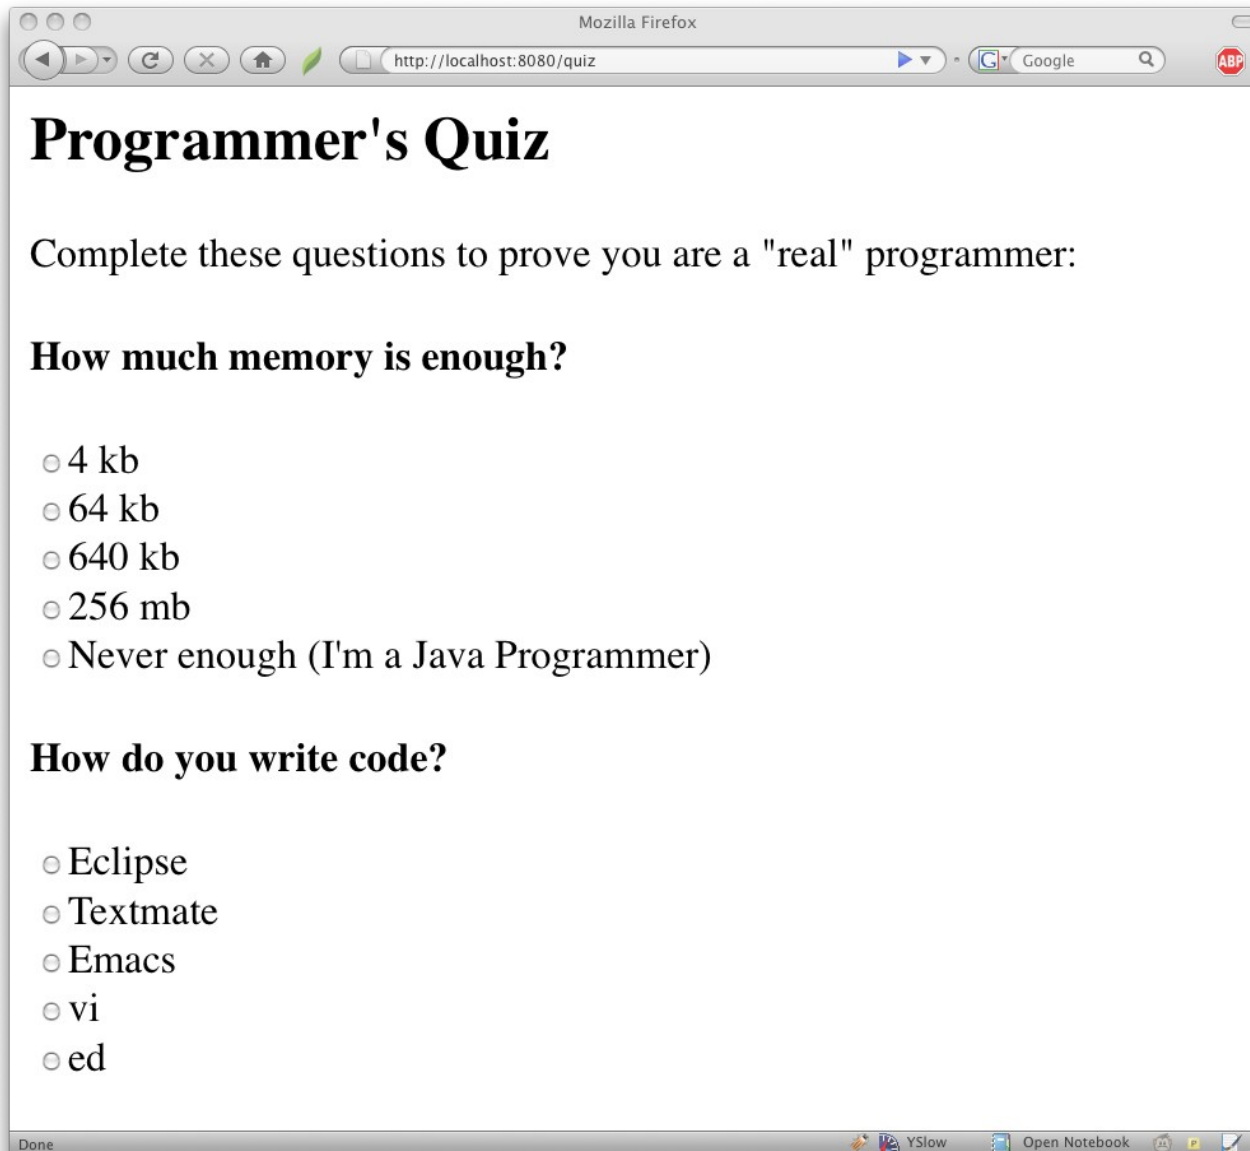 Mozilla Firefox
http://localhost:8080/quiz
G Google
ABP
Programmer's Quiz
Complete these questions to prove you are a "real" programmer:
How much memory is enough?
4 kb
64 kb
640 kb
256 mb
Never enough (I'm a Java Programmer)
How do you write code?
Eclipse
Textmate
Emacs
vi
ed
Done
YSlow
Open Notebook
P